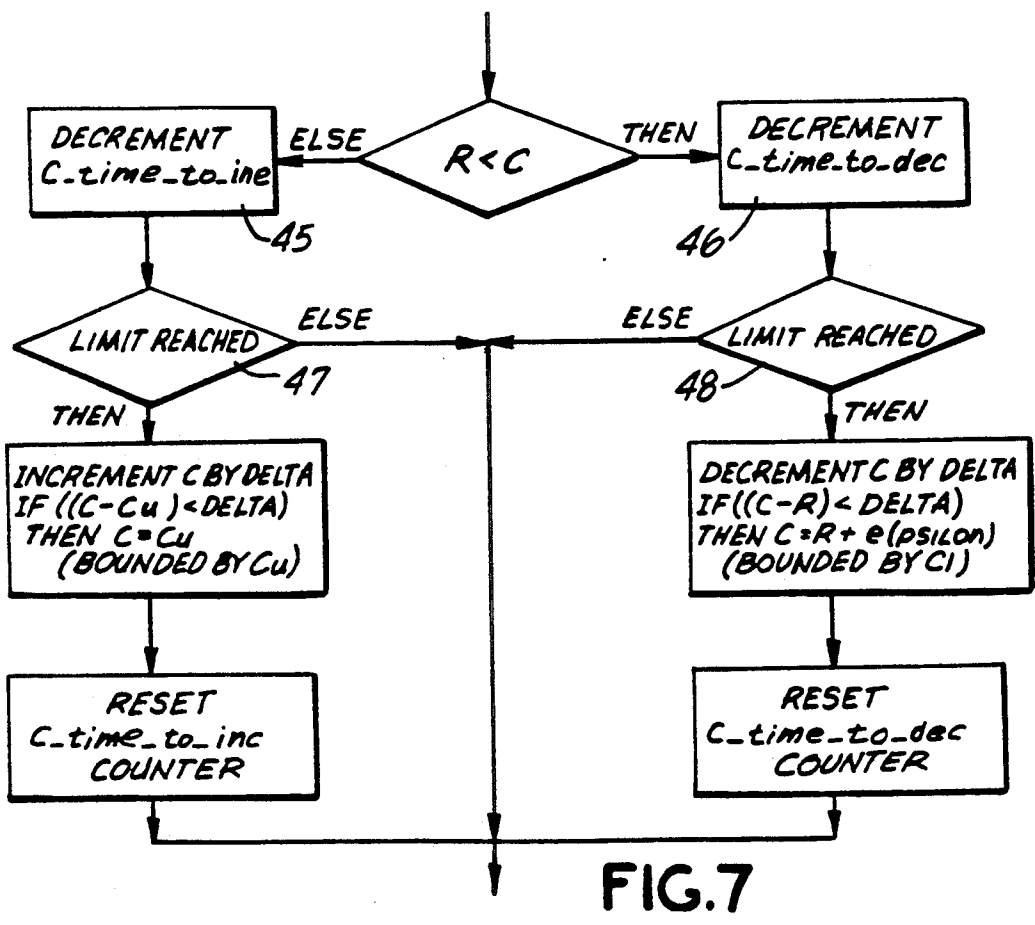 R < C
ELSE
THEN
DECREMENT
C_time_to_ine
45
DECREMENT
C_time_to_dec
46
LIMIT REACHED
47
ELSE
THEN
ELSE
LIMIT REACHED
48
THEN
INCREMENT C BY DELTA
IF ((C-Cu) < DELTA)
THEN C = Cu
(BOUNDED BY Cu)
DECREMENT C BY DELTA
IF ((C-R) < DELTA)
THEN C = R + e(PSILON)
(BOUNDED BY Cl)
RESET
C_time_to_inc
COUNTER
RESET
C_time_to_dec
COUNTER
FIG.7